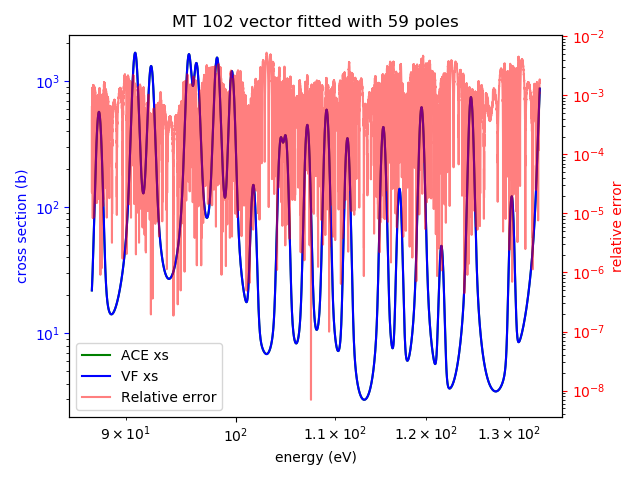 MT 102 vector fitted with 59 poles
10³
10²
10¹
cross section (b)
10⁻²
10⁻³
10⁻⁴
10⁻⁵
10⁻⁶
10⁻⁷
10⁻⁸
relative error
ACE xs
VF xs
Relative error
9 × 10¹ 10² 1.1 × 10² 1.2 × 10² 1.3 × 10²
energy (eV)